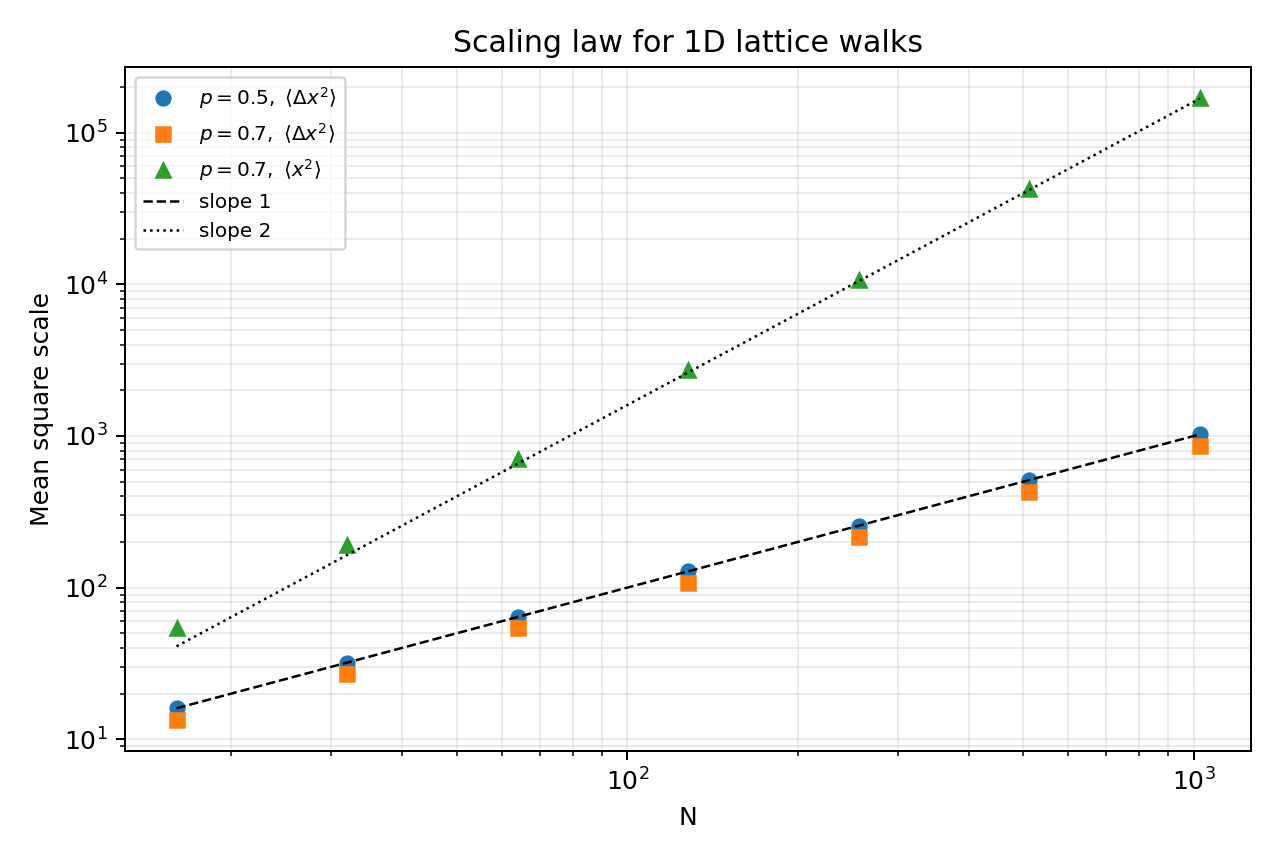 Scaling law for 1D lattice walks
p = 0.5, ⟨Δx²⟩
p = 0.7, ⟨Δx²⟩
p = 0.7, ⟨x²⟩
slope 1
slope 2
Mean square scale
10⁵
10⁴
10³
10²
10¹
10²
10³
N